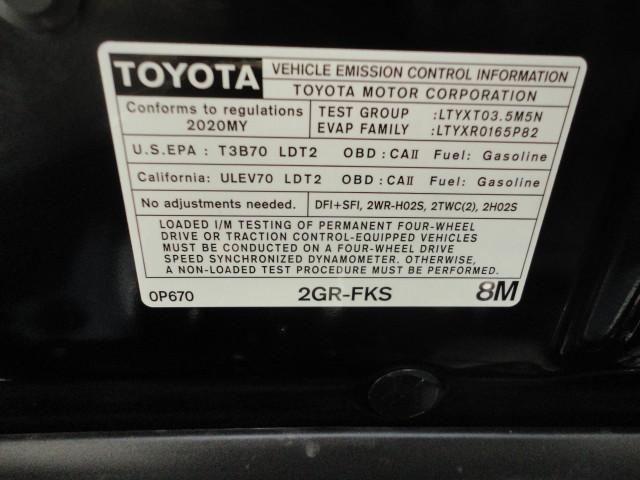 TOYOTA VEHICLE EMISSION CONTROL INFORMATION
TOYOTA MOTOR CORPORATION
Conforms to regulations
2020MY
TEST GROUP :LTYXT03.5M5N
EVAP FAMILY :LTYXR0165P82
U.S.EPA : T3B70 LDT2 OBD : CAII Fuel: Gasoline
California: ULEV70 LDT2 OBD : CAII Fuel: Gasoline
No adjustments needed. DFI+SFI, 2WR-HO2S, 2TWC(2), 2HO2S
LOADED I/M TESTING OF PERMANENT FOUR-WHEEL
DRIVE OR TRACTION CONTROL-EQUIPPED VEHICLES
MUST BE CONDUCTED ON A FOUR-WHEEL DRIVE
SPEED SYNCHRONIZED DYNAMOMETER. OTHERWISE,
A NON-LOADED TEST PROCEDURE MUST BE PERFORMED.
0P670 2GR-FKS 8M